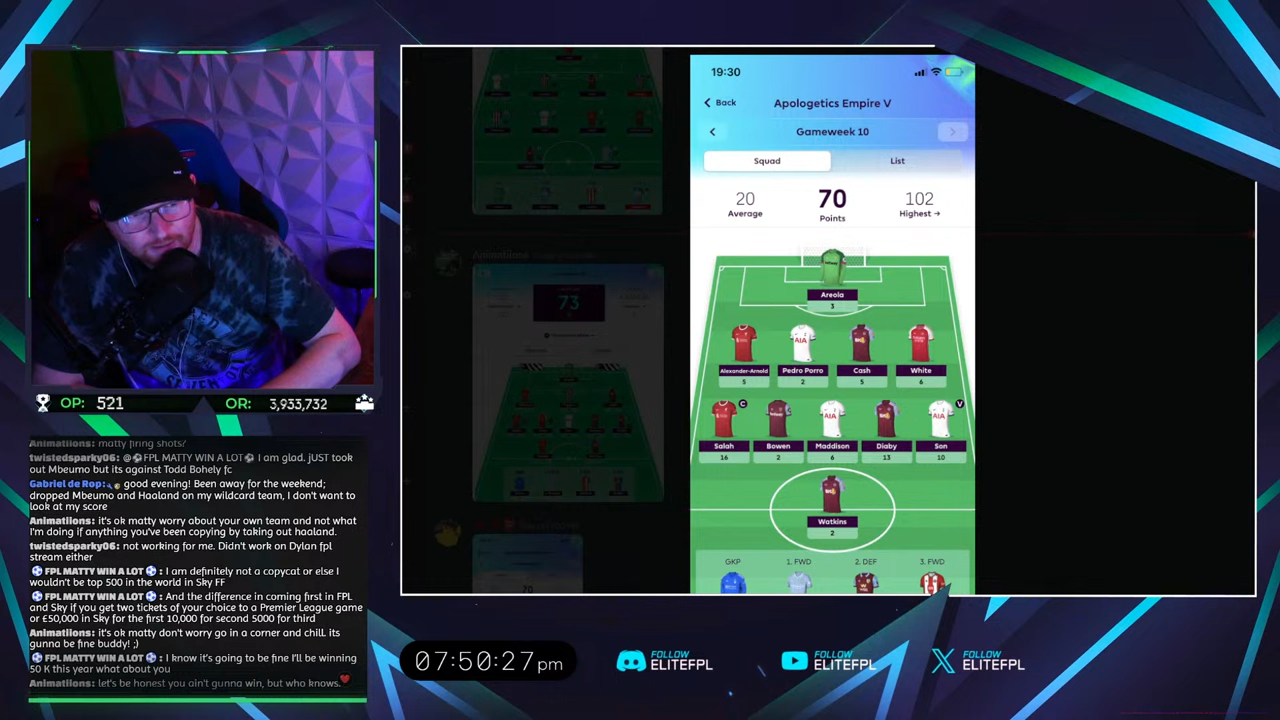 19:30
Back
Apologetics Empire V
Gameweek 10
Squad
List
20
70
102
Average
Points
Highest →
Areola
3
Alexander-Arnold
Pedro Porro
Cash
White
5
2
5
6
C
V
Salah
Bowen
Maddison
Diaby
Son
16
2
6
13
10
Watkins
2
GKP
1. FWD
2. DEF
3. FWD
73
OP: 521
OR: 3,933,732
Animatiions: matty firing shots?
twistedsparky06: @⚽FPL MATTY WIN A LOT⚽ I am glad. jUST took
out Mbeumo but its against Todd Bohely fc
Gabriel de Rop: good evening! Been away for the weekend;
dropped Mbeumo and Haaland on my wildcard team, I don't want to
look at my score
Animatiions: it's ok matty worry about your own team and not what
I'm doing if anything you've been copying by taking out haaland.
twistedsparky06: not working for me. Didn't work on Dylan fpl
stream either
⚽ FPL MATTY WIN A LOT ⚽ : I am definitely not a copycat or else I
wouldn't be top 500 in the world in Sky FF
⚽ FPL MATTY WIN A LOT ⚽ : And the difference in coming first in FPL
and Sky if you get two tickets of your choice to a Premier League game
or £50,000 in Sky for the first 10,000 for second 5000 for third
Animatiions: it's ok matty don't worry go in a corner and chill. its
gunna be fine buddy! ;)
⚽ FPL MATTY WIN A LOT ⚽ : I know it's going to be fine I'll be winning
50 K this year what about you
Animatiions: let's be honest you ain't gunna win, but who knows.♥
07:50:27pm
FOLLOW
ELITEFPL
FOLLOW
ELITEFPL
FOLLOW
ELITEFPL